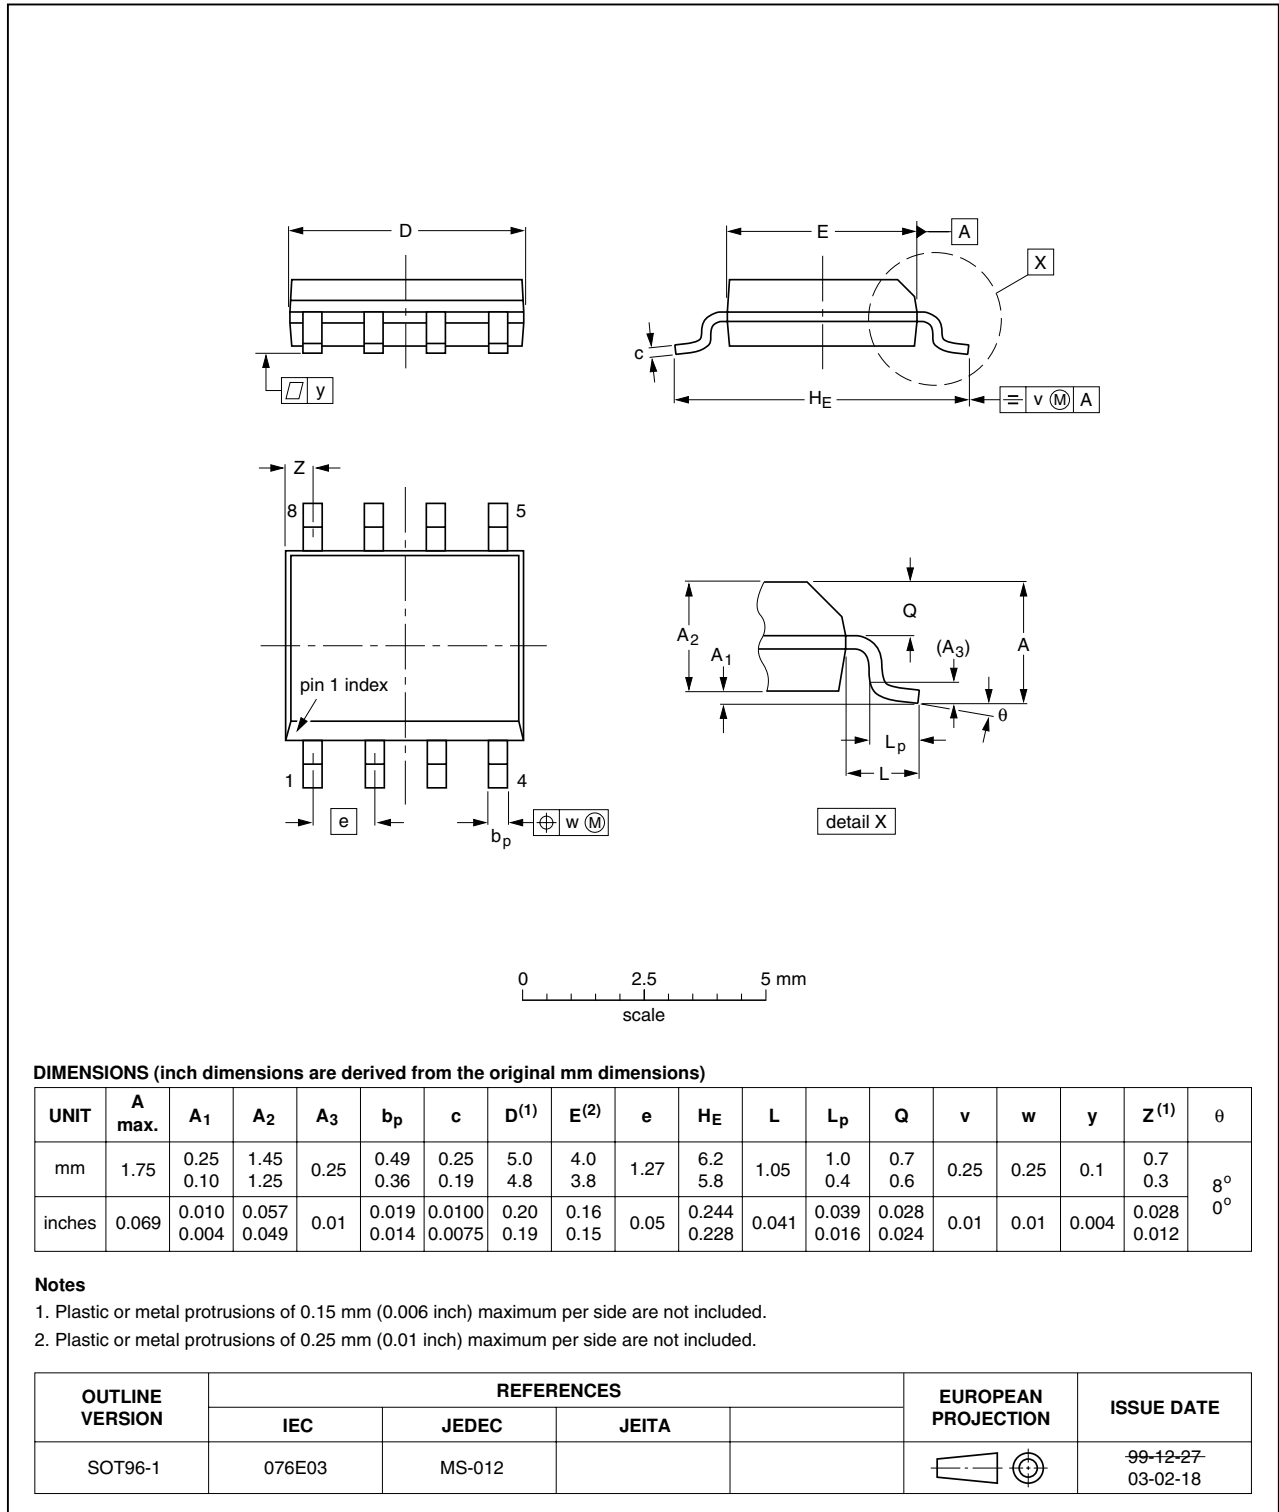 D
E
A
X
c
y
HE
v Ⓜ A
Z
8
5
Q
A2
A1
(A3)
A
pin 1 index
θ
Lp
L
1
4
e
w Ⓜ
bp
detail X
0 2.5 5 mm
scale
DIMENSIONS (inch dimensions are derived from the original mm dimensions)
UNIT A max. A1 A2 A3 bp c D(1) E(2) e HE L Lp Q v w y Z(1) θ
mm 1.75 0.25 0.10 1.45 1.25 0.25 0.49 0.36 0.25 0.19 5.0 4.8 4.0 3.8 1.27 6.2 5.8 1.05 1.0 0.4 0.7 0.6 0.25 0.25 0.1 0.7 0.3 8o 0o
inches 0.069 0.010 0.004 0.057 0.049 0.01 0.019 0.014 0.0100 0.0075 0.20 0.19 0.16 0.15 0.05 0.244 0.228 0.041 0.039 0.016 0.028 0.024 0.01 0.01 0.004 0.028 0.012
Notes
1. Plastic or metal protrusions of 0.15 mm (0.006 inch) maximum per side are not included.
2. Plastic or metal protrusions of 0.25 mm (0.01 inch) maximum per side are not included.
OUTLINE VERSION REFERENCES EUROPEAN PROJECTION ISSUE DATE
IEC JEDEC JEITA
SOT96-1 076E03 MS-012 99-12-27
03-02-18